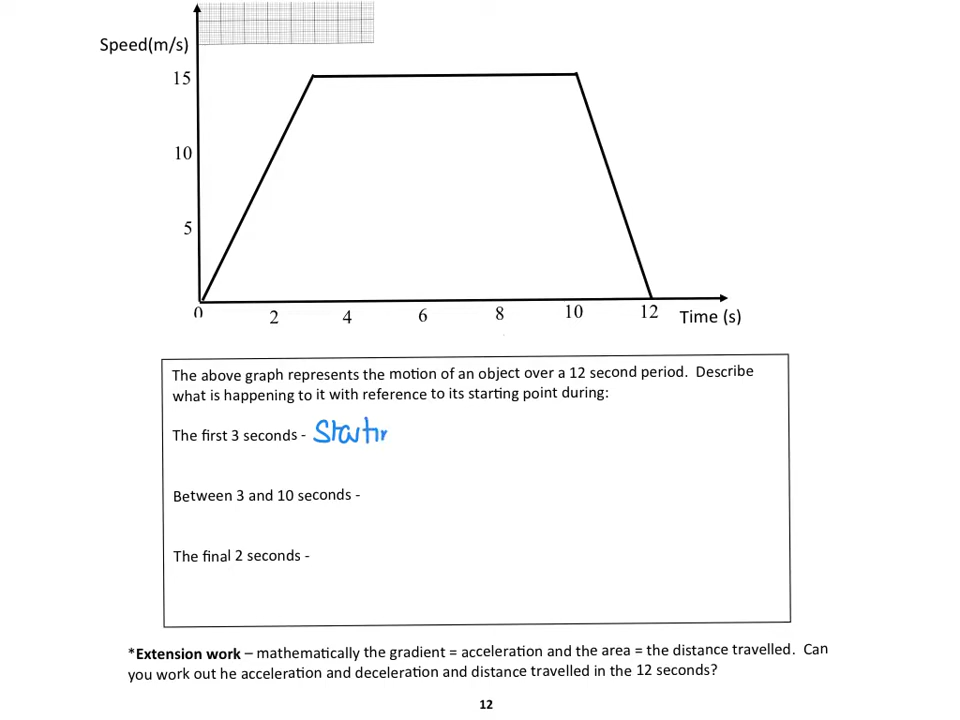 Speed(m/s)
15
10
5
0 2 4 6 8 10 12 Time (s)
The above graph represents the motion of an object over a 12 second period. Describe
what is happening to it with reference to its starting point during:
The first 3 seconds -
Between 3 and 10 seconds -
The final 2 seconds -
*Extension work – mathematically the gradient = acceleration and the area = the distance travelled. Can
you work out he acceleration and deceleration and distance travelled in the 12 seconds?
12